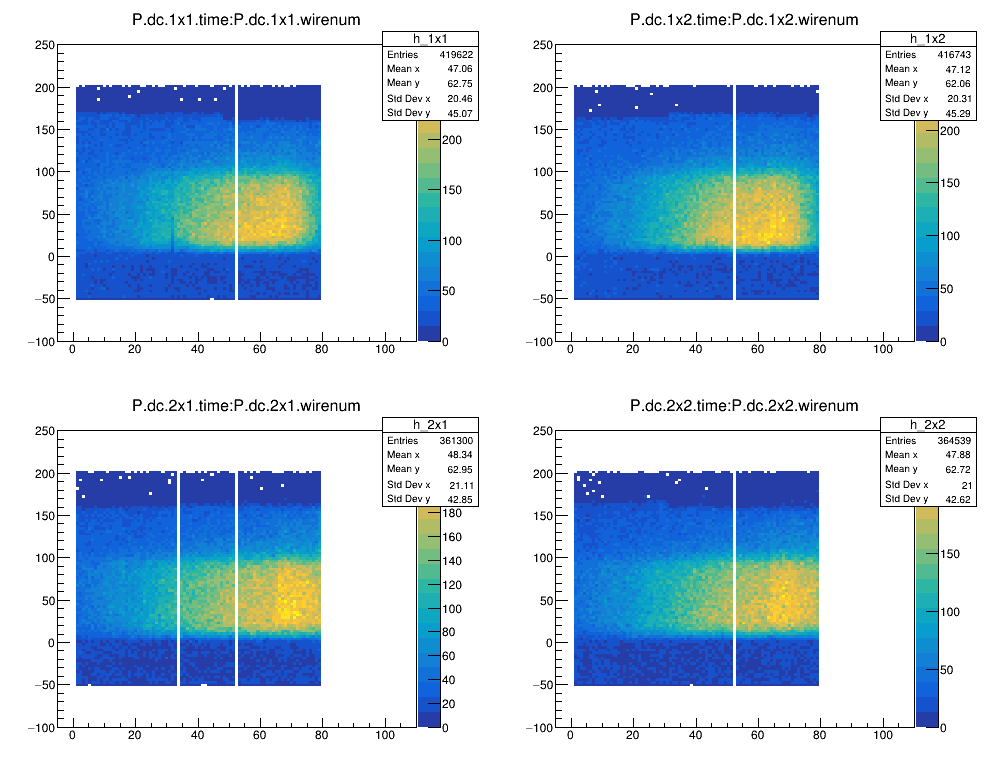 P.dc.1x1.time:P.dc.1x1.wirenum
h_1x1
Entries 419622
Mean x 47.06
Mean y 62.75
Std Dev x 20.46
Std Dev y 45.07
250
200
150
100
50
0
−50
−100
0 20 40 60 80 100
200
150
100
50
0
P.dc.1x2.time:P.dc.1x2.wirenum
h_1x2
Entries 416743
Mean x 47.12
Mean y 62.06
Std Dev x 20.31
Std Dev y 45.29
250
200
150
100
50
0
−50
−100
0 20 40 60 80 100
200
150
100
50
0
P.dc.2x1.time:P.dc.2x1.wirenum
h_2x1
Entries 361300
Mean x 48.34
Mean y 62.95
Std Dev x 21.11
Std Dev y 42.85
250
200
150
100
50
0
−50
−100
0 20 40 60 80 100
180
160
140
120
100
80
60
40
20
0
P.dc.2x2.time:P.dc.2x2.wirenum
h_2x2
Entries 364539
Mean x 47.88
Mean y 62.72
Std Dev x 21
Std Dev y 42.62
250
200
150
100
50
0
−50
−100
0 20 40 60 80 100
150
100
50
0